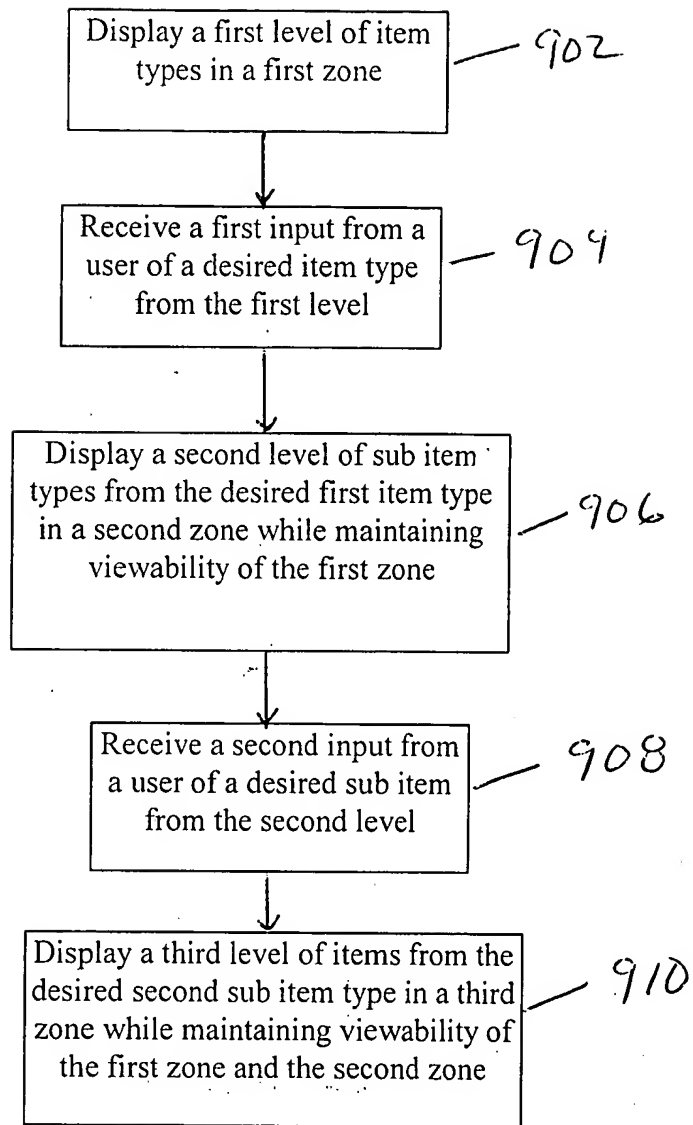 Display a first level of item
types in a first zone
902
Receive a first input from a
user of a desired item type
from the first level
904
Display a second level of sub item
types from the desired first item type
in a second zone while maintaining
viewability of the first zone
906
Receive a second input from
a user of a desired sub item
from the second level
908
Display a third level of items from the
desired second sub item type in a third
zone while maintaining viewability of
the first zone and the second zone
910